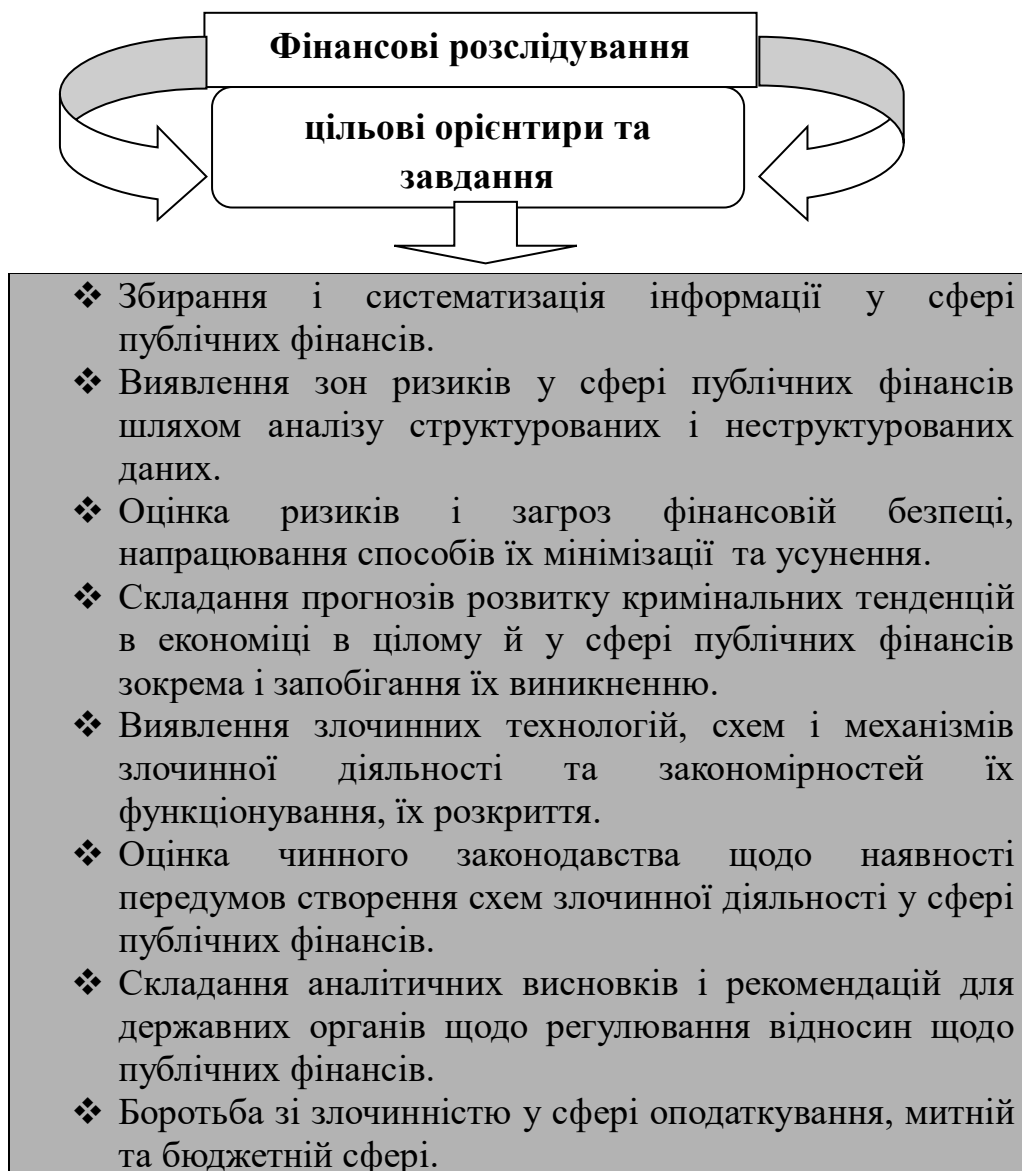 Фінансові розслідування
цільові орієнтири та
завдання
❖ Збирання і систематизація інформації у сфері
публічних фінансів.
❖ Виявлення зон ризиків у сфері публічних фінансів
шляхом аналізу структурованих і неструктурованих
даних.
❖ Оцінка ризиків і загроз фінансовій безпеці,
напрацювання способів їх мінімізації та усунення.
❖ Складання прогнозів розвитку кримінальних тенденцій
в економіці в цілому й у сфері публічних фінансів
зокрема і запобігання їх виникненню.
❖ Виявлення злочинних технологій, схем і механізмів
злочинної діяльності та закономірностей їх
функціонування, їх розкриття.
❖ Оцінка чинного законодавства щодо наявності
передумов створення схем злочинної діяльності у сфері
публічних фінансів.
❖ Складання аналітичних висновків і рекомендацій для
державних органів щодо регулювання відносин щодо
публічних фінансів.
❖ Боротьба зі злочинністю у сфері оподаткування, митній
та бюджетній сфері.